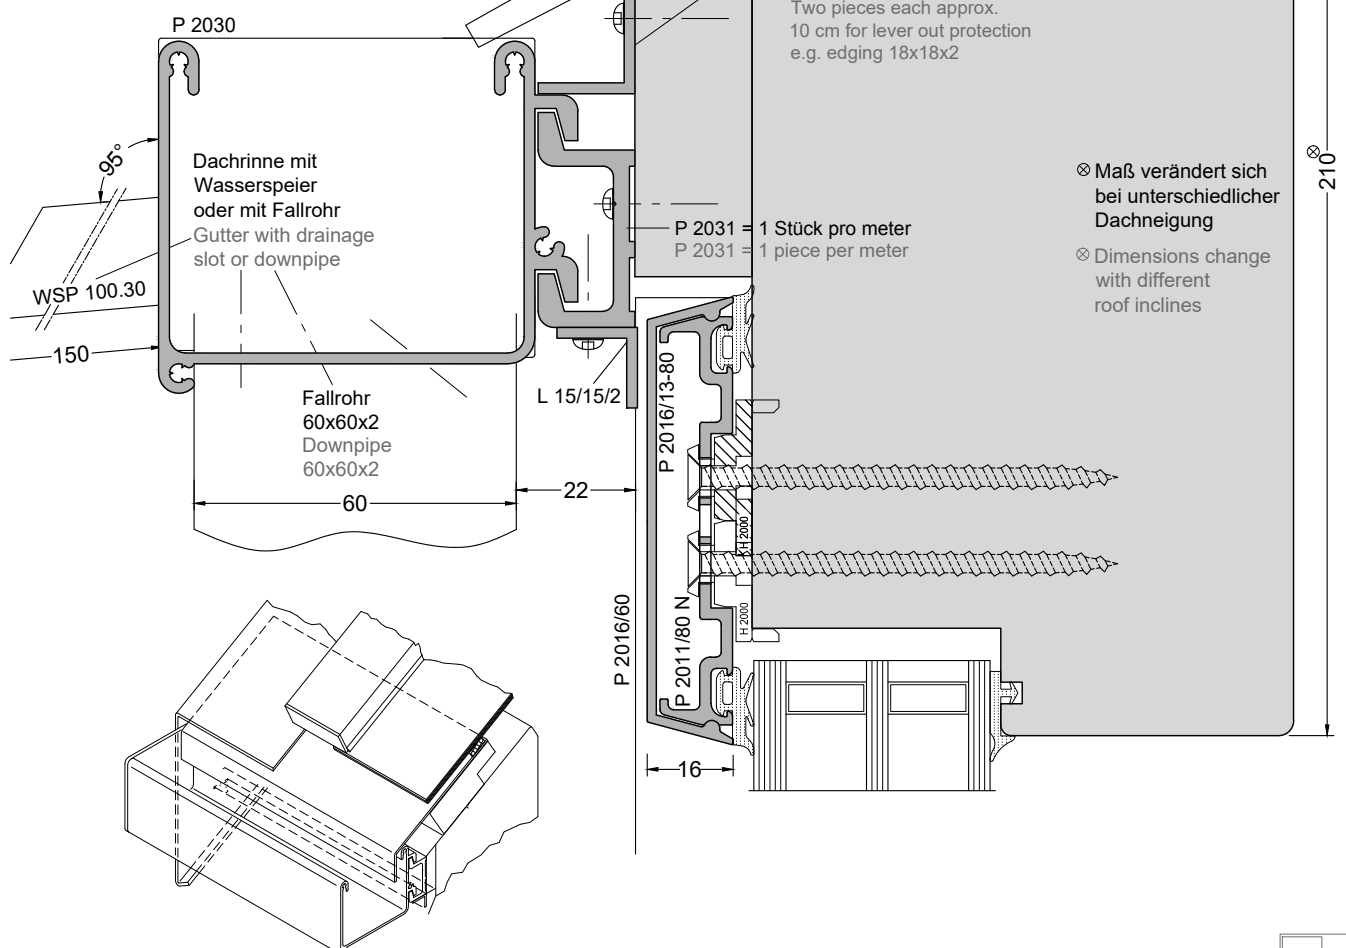 Two pieces each approx.
10 cm for lever out protection
e.g. edging 18x18x2
P 2030
95°
Dachrinne mit
Wasserspeier
oder mit Fallrohr
Gutter with drainage
slot or downpipe
WSP 100.30
150
⊗ Maß verändert sich
bei unterschiedlicher
Dachneigung
⊗ Dimensions change
with different
roof inclines
210⊗
P 2031 = 1 Stück pro meter
P 2031 = 1 piece per meter
L 15/15/2
Fallrohr
60x60x2
Downpipe
60x60x2
60
22
P 2016/13-80
H 2000
H 2000
P 2016/60
P 2011/80 N
16